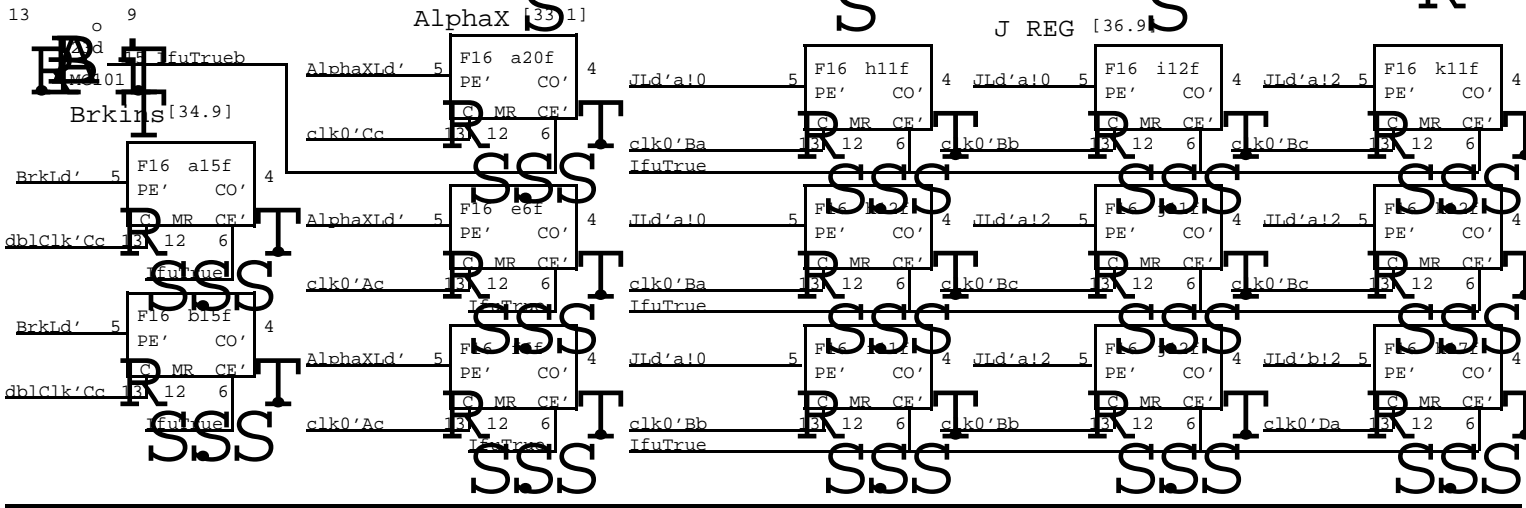 13 9
AlphaX
J REG [36.9]
IfuTrueb
Brkins [34.9]
AlphaXLd' 5 F16 a20f 4
PE' CO'
C MR CE'
clk0'Cc 13 12 6
JLd'a!0 5 F16 h11f 4
PE' CO'
C MR CE'
clk0'Ba 13 12 6
IfuTrue
JLd'a!0 5 F16 i12f 4
PE' CO'
C MR CE'
clk0'Bb 13 12 6
JLd'a!2 5 F16 k11f 4
PE' CO'
C MR CE'
clk0'Bc 13 12 6
BrkLd' 5 F16 a15f 4
PE' CO'
C MR CE'
dblClk'Cc 13 12 6
IfuTrue
AlphaXLd' 5 F16 e6f 4
PE' CO'
C MR CE'
clk0'Ac 13 12 6
IfuTrue
JLd'a!0 5 F16 4
PE' CO'
C MR CE'
clk0'Ba 13 12 6
IfuTrue
JLd'a!2 5 F16 4
PE' CO'
C MR CE'
clk0'Bc 13 12 6
JLd'a!2 5 F16 4
PE' CO'
C MR CE'
clk0'Bc 13 12 6
BrkLd' 5 F16 b15f 4
PE' CO'
C MR CE'
dblClk'Cc 13 12 6
IfuTrue
AlphaXLd' 5 F16 4
PE' CO'
C MR CE'
clk0'Ac 13 12 6
IfuTrue
JLd'a!0 5 F16 4
PE' CO'
C MR CE'
clk0'Bb 13 12 6
IfuTrue
JLd'a!2 5 F16 4
PE' CO'
C MR CE'
clk0'Bb 13 12 6
JLd'b!2 5 F16 4
PE' CO'
C MR CE'
clk0'Da 13 12 6